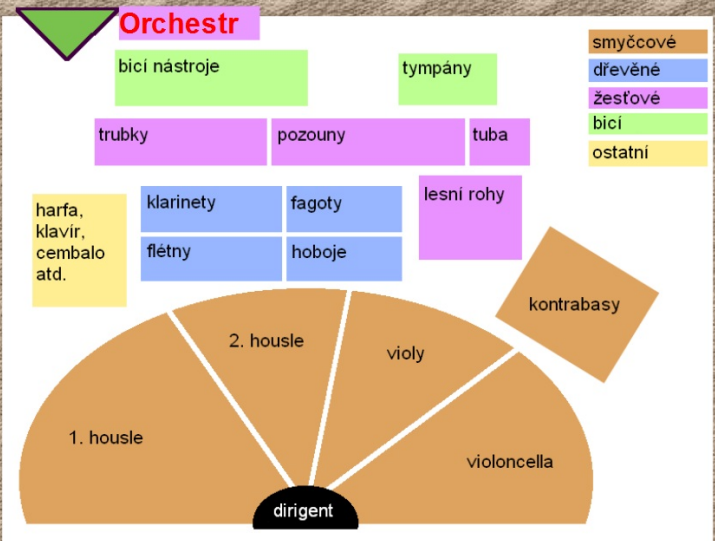 Orchestr
bicí nástroje
tympány
smyčcové
dřevěné
žesťové
bicí
ostatní
trubky
pozouny
tuba
klarinety
fagoty
lesní rohy
flétny
hoboje
harfa,
klavír,
cembalo
atd.
kontrabasy
2. housle
violy
1. housle
violoncella
dirigent